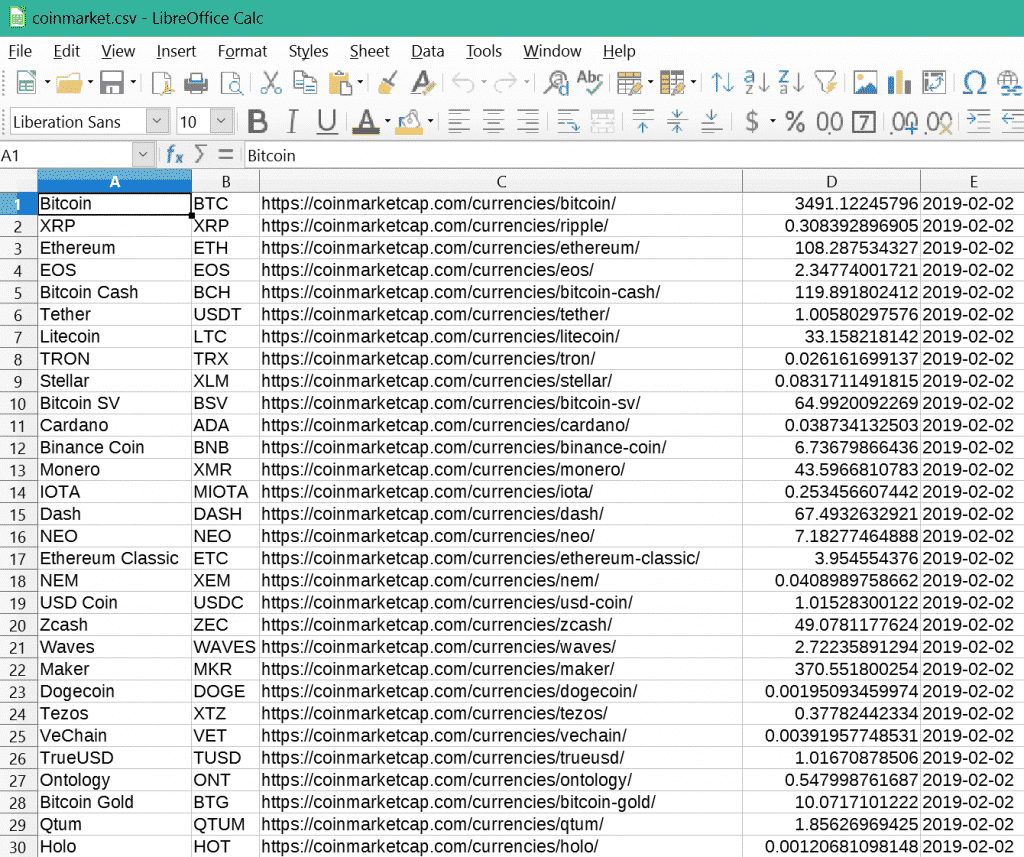 coinmarket.csv - LibreOffice Calc
File Edit View Insert Format Styles Sheet Data Tools Window Help
Liberation Sans 10 B I U $ % 0.0 7
A1 fx Σ = Bitcoin
A B C D E
1 Bitcoin BTC https://coinmarketcap.com/currencies/bitcoin/ 3491.12245796 2019-02-02
2 XRP XRP https://coinmarketcap.com/currencies/ripple/ 0.308392896905 2019-02-02
3 Ethereum ETH https://coinmarketcap.com/currencies/ethereum/ 108.287534327 2019-02-02
4 EOS EOS https://coinmarketcap.com/currencies/eos/ 2.34774001721 2019-02-02
5 Bitcoin Cash BCH https://coinmarketcap.com/currencies/bitcoin-cash/ 119.891802412 2019-02-02
6 Tether USDT https://coinmarketcap.com/currencies/tether/ 1.00580297576 2019-02-02
7 Litecoin LTC https://coinmarketcap.com/currencies/litecoin/ 33.158218142 2019-02-02
8 TRON TRX https://coinmarketcap.com/currencies/tron/ 0.026161699137 2019-02-02
9 Stellar XLM https://coinmarketcap.com/currencies/stellar/ 0.0831711491815 2019-02-02
10 Bitcoin SV BSV https://coinmarketcap.com/currencies/bitcoin-sv/ 64.9920092269 2019-02-02
11 Cardano ADA https://coinmarketcap.com/currencies/cardano/ 0.038734132503 2019-02-02
12 Binance Coin BNB https://coinmarketcap.com/currencies/binance-coin/ 6.73679866436 2019-02-02
13 Monero XMR https://coinmarketcap.com/currencies/monero/ 43.5966810783 2019-02-02
14 IOTA MIOTA https://coinmarketcap.com/currencies/iota/ 0.253456607442 2019-02-02
15 Dash DASH https://coinmarketcap.com/currencies/dash/ 67.4932632921 2019-02-02
16 NEO NEO https://coinmarketcap.com/currencies/neo/ 7.18277464888 2019-02-02
17 Ethereum Classic ETC https://coinmarketcap.com/currencies/ethereum-classic/ 3.954554376 2019-02-02
18 NEM XEM https://coinmarketcap.com/currencies/nem/ 0.0408989758662 2019-02-02
19 USD Coin USDC https://coinmarketcap.com/currencies/usd-coin/ 1.01528300122 2019-02-02
20 Zcash ZEC https://coinmarketcap.com/currencies/zcash/ 49.0781177624 2019-02-02
21 Waves WAVES https://coinmarketcap.com/currencies/waves/ 2.72235891294 2019-02-02
22 Maker MKR https://coinmarketcap.com/currencies/maker/ 370.551800254 2019-02-02
23 Dogecoin DOGE https://coinmarketcap.com/currencies/dogecoin/ 0.00195093459974 2019-02-02
24 Tezos XTZ https://coinmarketcap.com/currencies/tezos/ 0.37782442334 2019-02-02
25 VeChain VET https://coinmarketcap.com/currencies/vechain/ 0.00391957748531 2019-02-02
26 TrueUSD TUSD https://coinmarketcap.com/currencies/trueusd/ 1.01670878506 2019-02-02
27 Ontology ONT https://coinmarketcap.com/currencies/ontology/ 0.547998761687 2019-02-02
28 Bitcoin Gold BTG https://coinmarketcap.com/currencies/bitcoin-gold/ 10.0717101222 2019-02-02
29 Qtum QTUM https://coinmarketcap.com/currencies/qtum/ 1.85626969425 2019-02-02
30 Holo HOT https://coinmarketcap.com/currencies/holo/ 0.00120681098148 2019-02-02